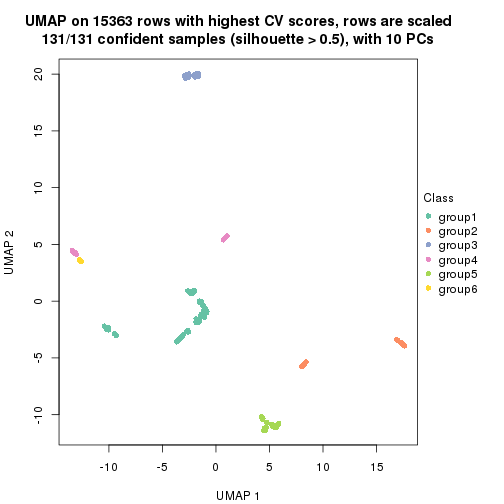 UMAP on 15363 rows with highest CV scores, rows are scaled
131/131 confident samples (silhouette > 0.5), with 10 PCs
20
15
10
5
0
-5
-10
UMAP 2
-10
-5
0
5
10
15
UMAP 1
Class
group1
group2
group3
group4
group5
group6